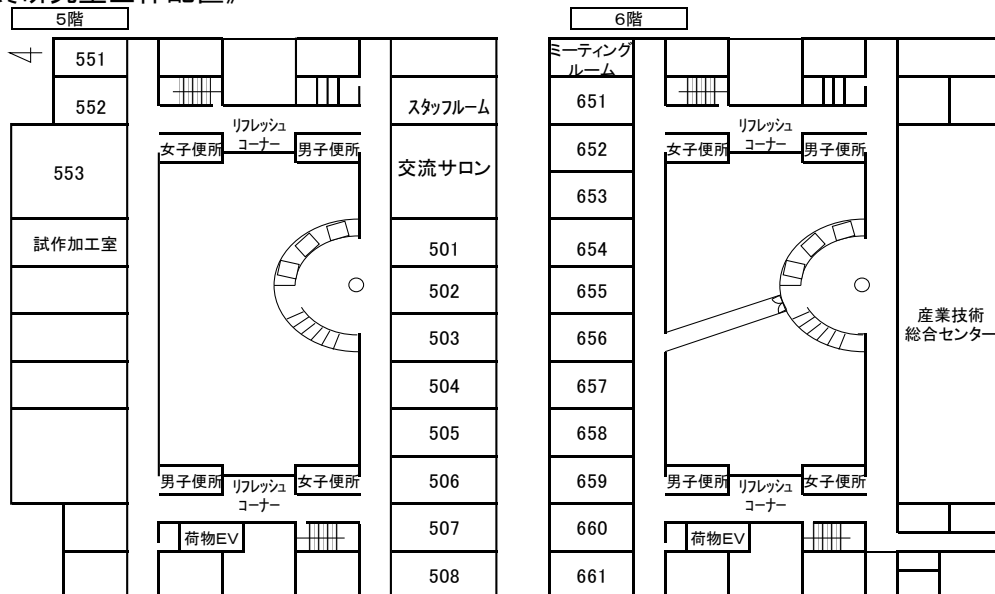 5階
551
552
553
試作加工室
女子便所
リフレッシュ
コーナー
男子便所
スタッフルーム
交流サロン
501
502
503
504
505
506
507
508
男子便所
リフレッシュ
コーナー
女子便所
荷物EV
6階
ミーティング
ルーム
651
652
653
654
655
656
657
658
659
660
661
女子便所
リフレッシュ
コーナー
男子便所
産業技術
総合センター
男子便所
リフレッシュ
コーナー
女子便所
荷物EV